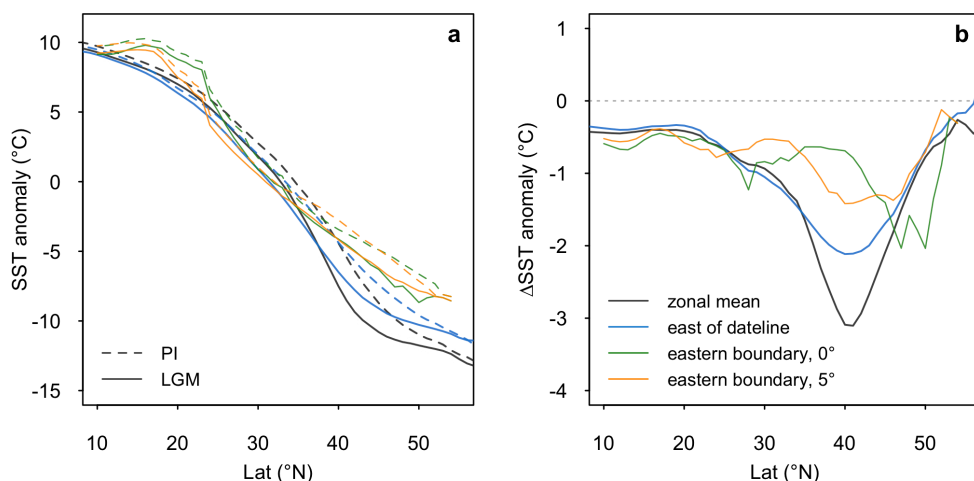 a
SST anomaly (°C)
10
5
0
-5
-10
-15
PI
LGM
10
20
30
40
50
Lat (°N)
b
ΔSST anomaly (°C)
1
0
-1
-2
-3
-4
zonal mean
east of dateline
eastern boundary, 0°
eastern boundary, 5°
10
20
30
40
50
Lat (°N)